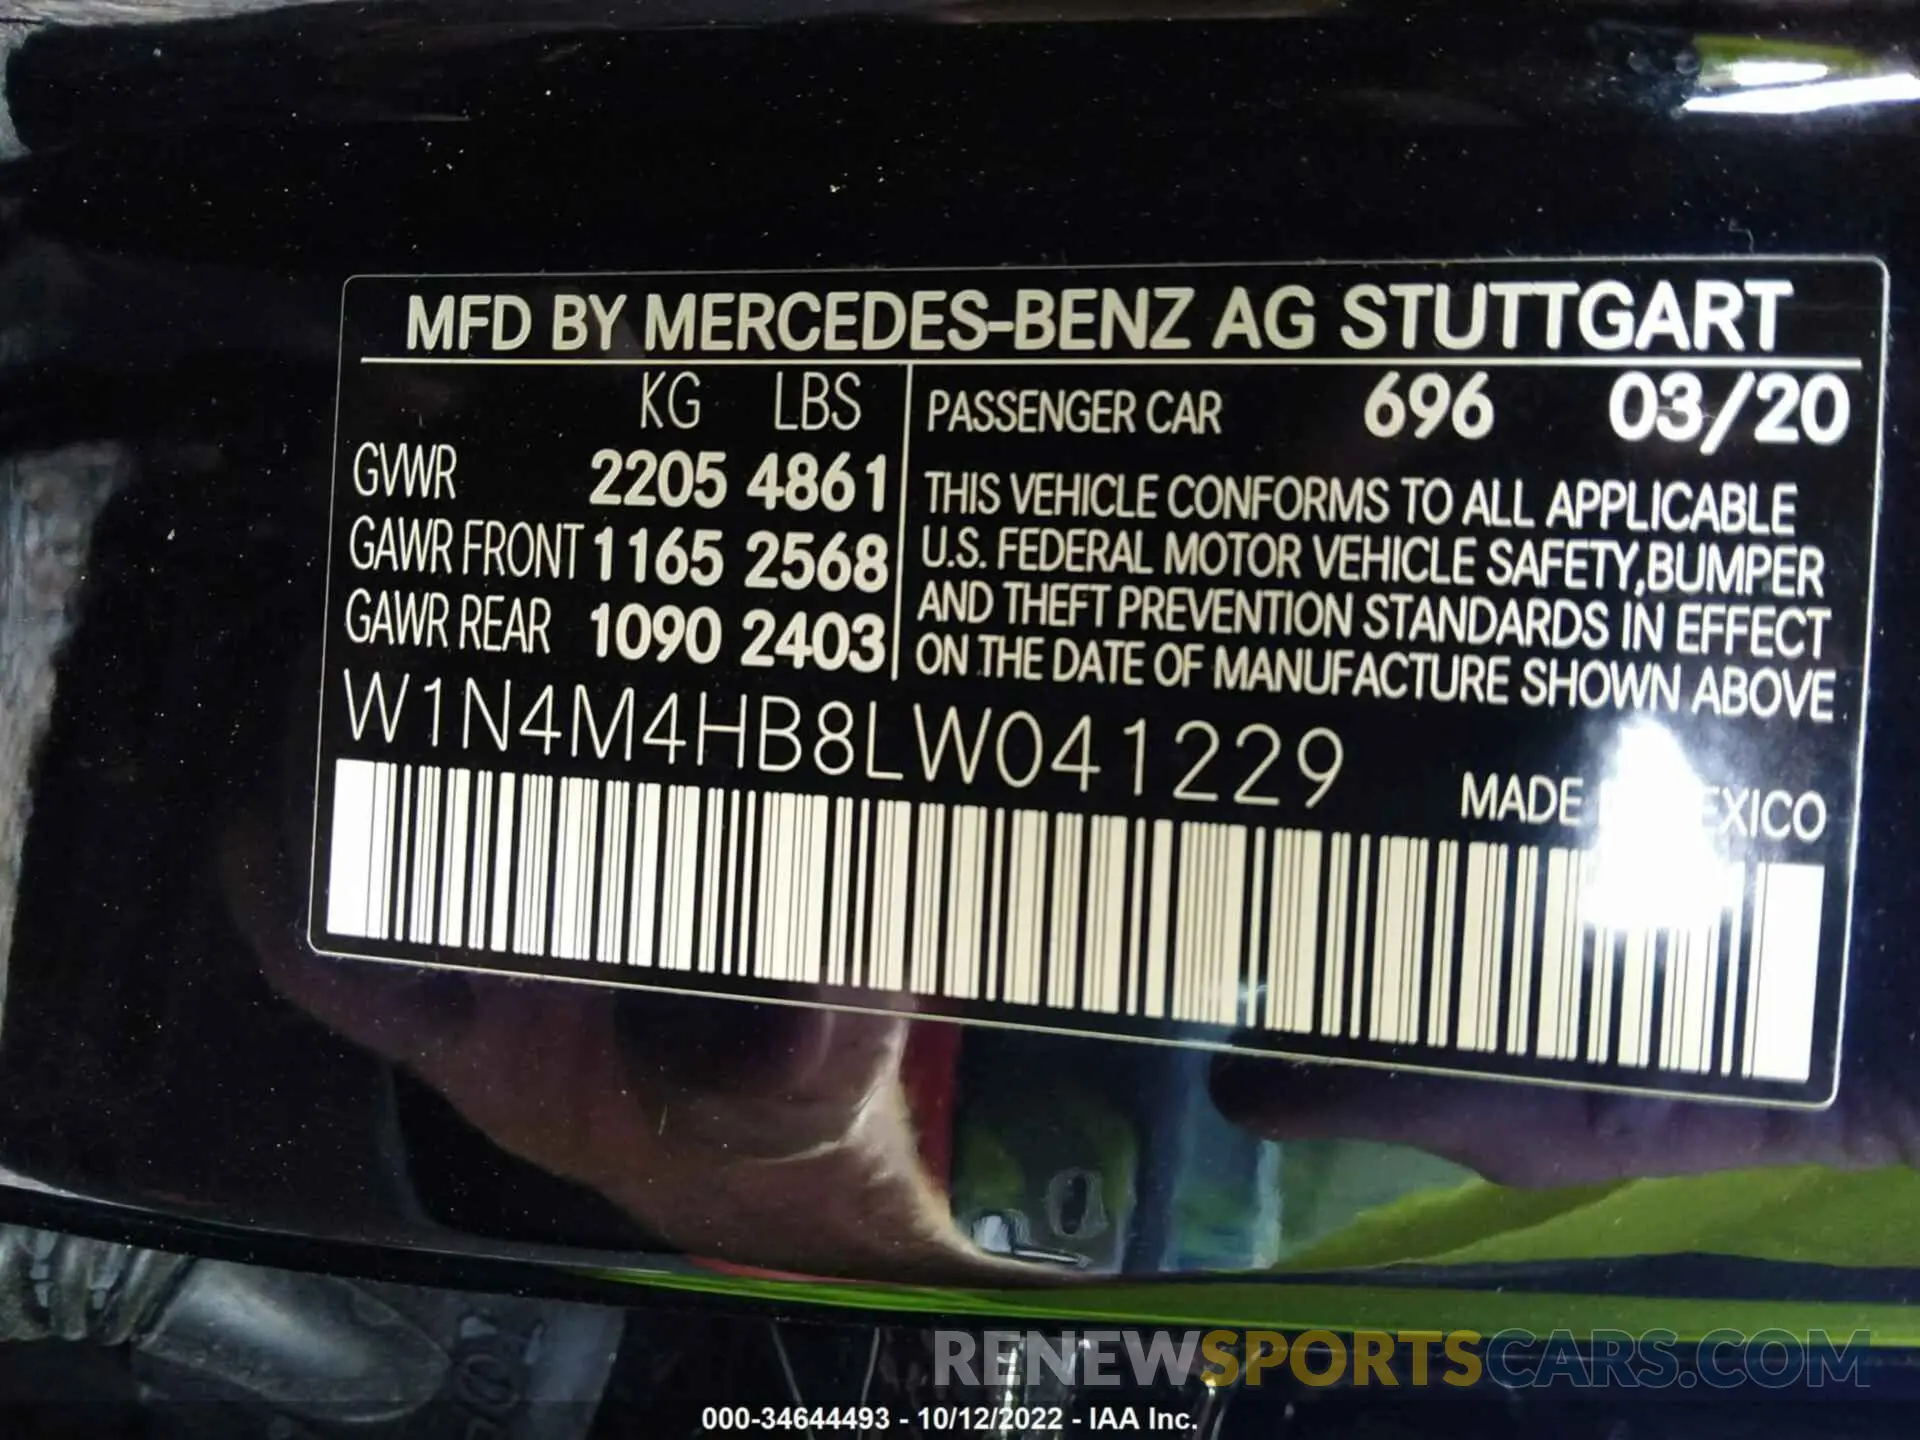 MFD BY MERCEDES-BENZ AG STUTTGART
KG LBS
GVWR 2205 4861
GAWR FRONT 1165 2568
GAWR REAR 1090 2403
PASSENGER CAR 696 03/20
THIS VEHICLE CONFORMS TO ALL APPLICABLE
U.S. FEDERAL MOTOR VEHICLE SAFETY,BUMPER
AND THEFT PREVENTION STANDARDS IN EFFECT
ON THE DATE OF MANUFACTURE SHOWN ABOVE
W1N4M4HB8LW041229
MADE EXICO
RENEWSPORTSCARS.COM
000-34644493 - 10/12/2022 - IAA Inc.